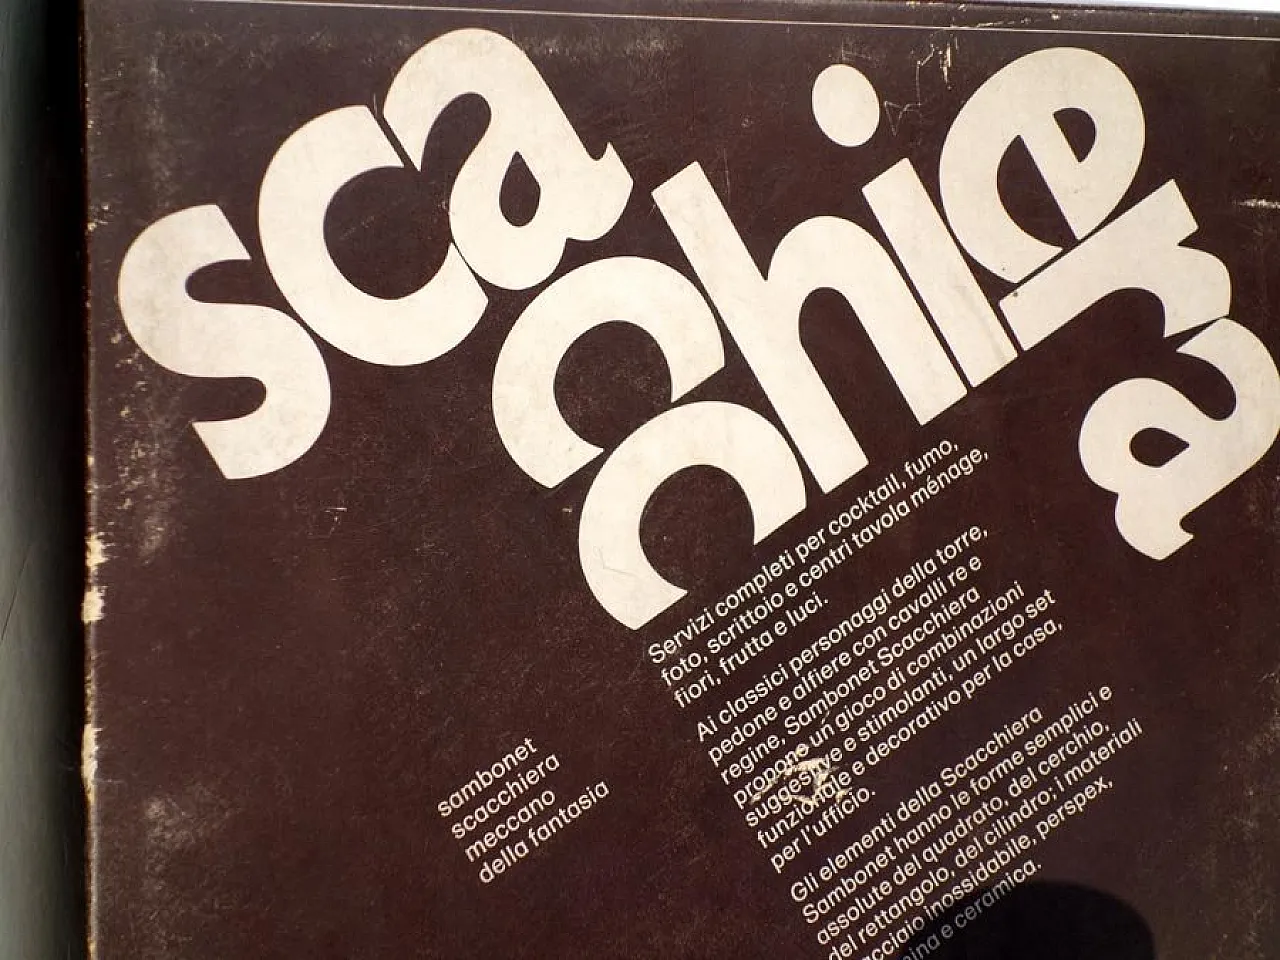 scacchiera
Servizi completi per cocktail, fumo,
foto, scrittoio e centri tavola ménage,
fiori, frutta e luci.
Ai classici personaggi della torre,
pedone e alfiere con cavalli re e
regine, Sambonet Scacchiera
propone un gioco di combinazioni
suggestive e stimolanti, un largo set
funzionale e decorativo per la casa,
per l'ufficio.
Gli elementi della Scacchiera
Sambonet hanno le forme semplici e
assolute del quadrato, del cerchio,
del rettangolo, del cilindro: i materiali
acciaio inossidabile, perspex,
e ceramica.
sambonet
scacchiera
meccano
della fantasia